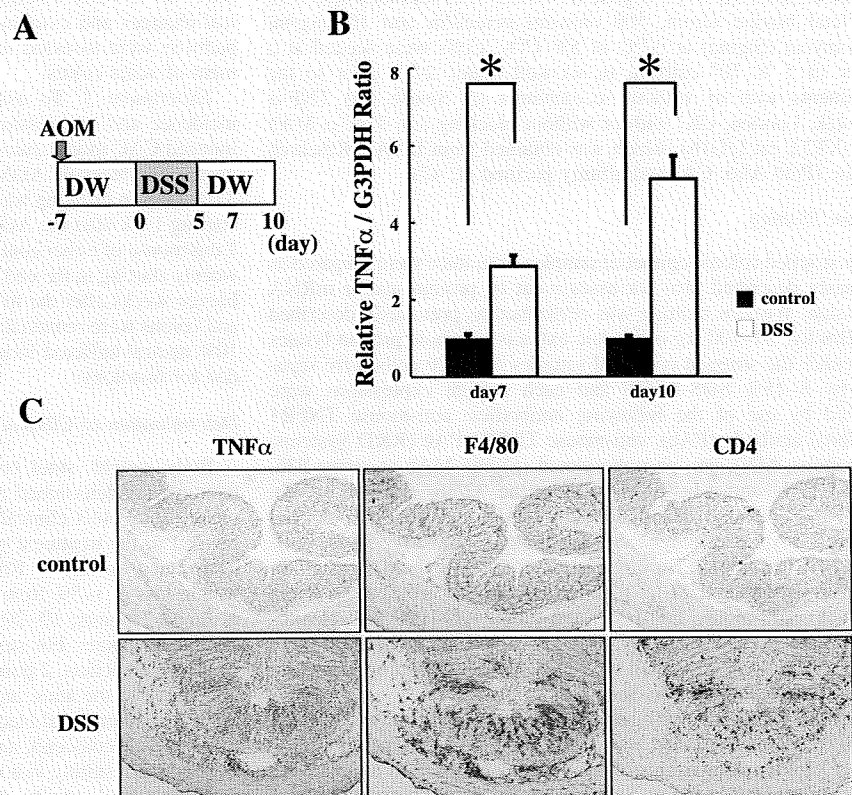 A
AOM
DW DSS DW
-7 0 5 7 10
(day)
B
Relative TNFα / G3PDH Ratio
8
6
4
2
0
* *
day7 day10
control
DSS
C
TNFα F4/80 CD4
control
DSS